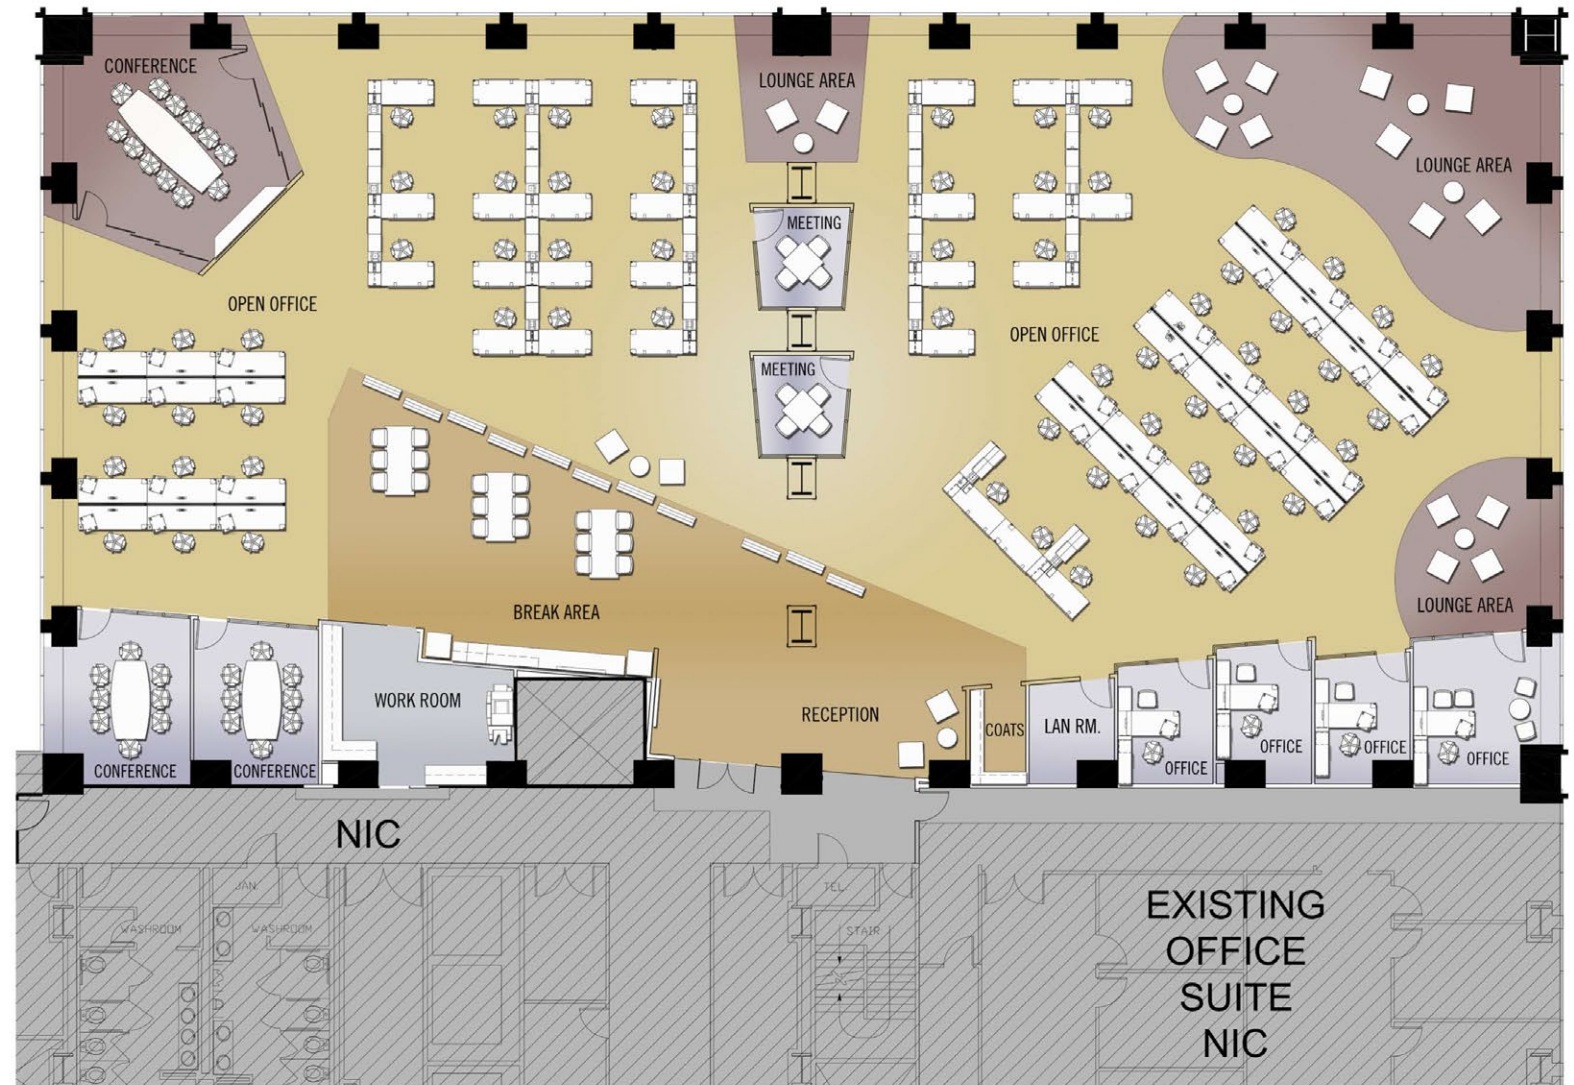 CONFERENCE
LOUNGE AREA
LOUNGE AREA
MEETING
OPEN OFFICE
OPEN OFFICE
MEETING
BREAK AREA
LOUNGE AREA
WORK ROOM
RECEPTION
COATS
LAN RM.
OFFICE
OFFICE
OFFICE
OFFICE
CONFERENCE
CONFERENCE
NIC
JAN.
TEL.
WASHROOM
WASHROOM
STAIR
EXISTING
OFFICE
SUITE
NIC